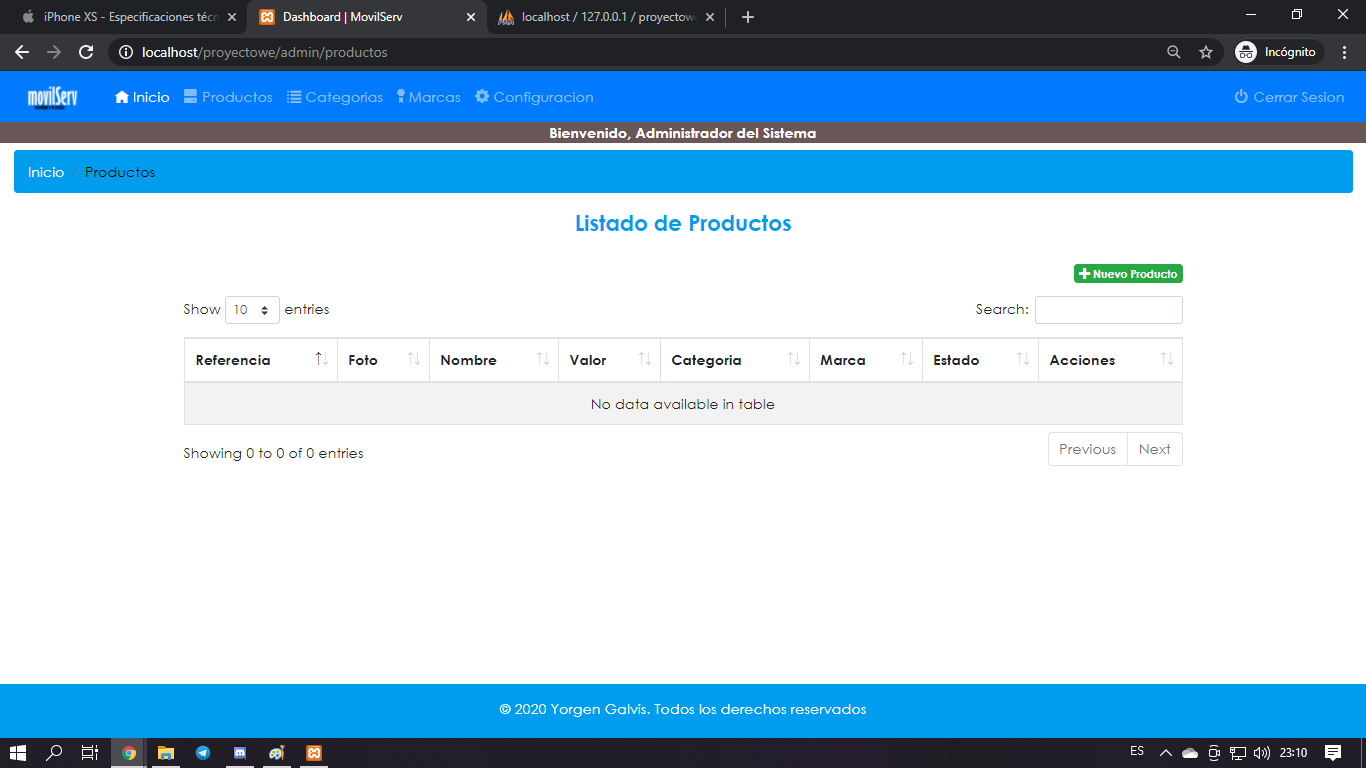 iPhone XS - Especificaciones técn
Dashboard | MovilServ
localhost / 127.0.0.1 / proyectowe
localhost/proyectowe/admin/productos
Incógnito
movilServ
Inicio
Productos
Categorias
Marcas
Configuracion
Cerrar Sesion
Bienvenido, Administrador del Sistema
Inicio / Productos
Listado de Productos
Nuevo Producto
Show 10 entries
Search:
Referencia Foto Nombre Valor Categoria Marca Estado Acciones
No data available in table
Showing 0 to 0 of 0 entries
Previous Next
© 2020 Yorgen Galvis. Todos los derechos reservados
ES
23:10